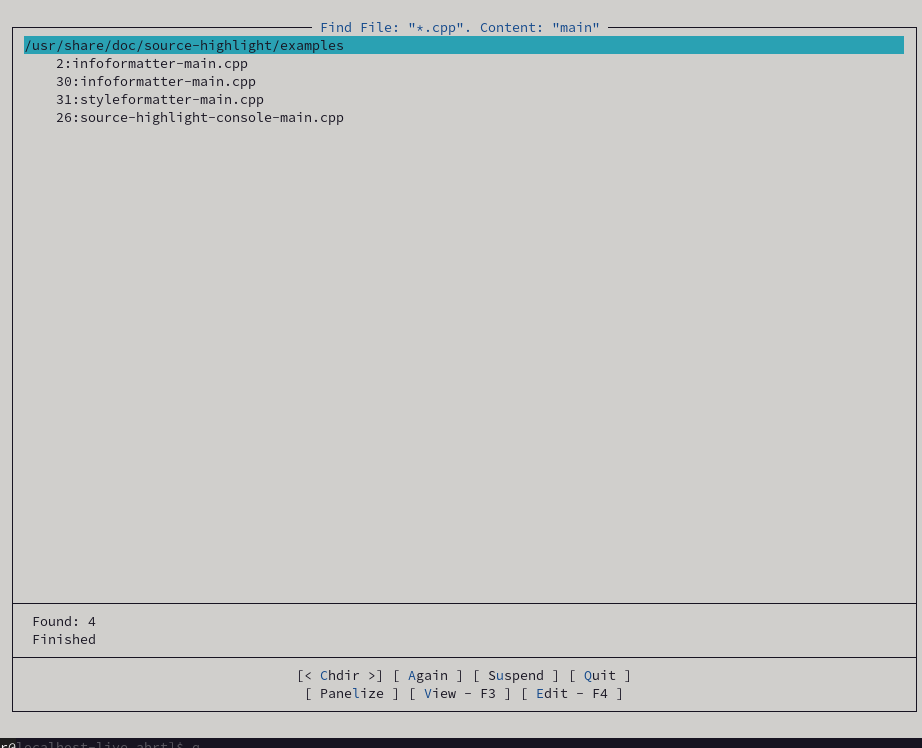 Find File: "*.cpp". Content: "main"
/usr/share/doc/source-highlight/examples
2:infoformatter-main.cpp
30:infoformatter-main.cpp
31:styleformatter-main.cpp
26:source-highlight-console-main.cpp
Found: 4
Finished
[< Chdir >] [ Again ] [ Suspend ] [ Quit ]
[ Panelize ] [ View - F3 ] [ Edit - F4 ]